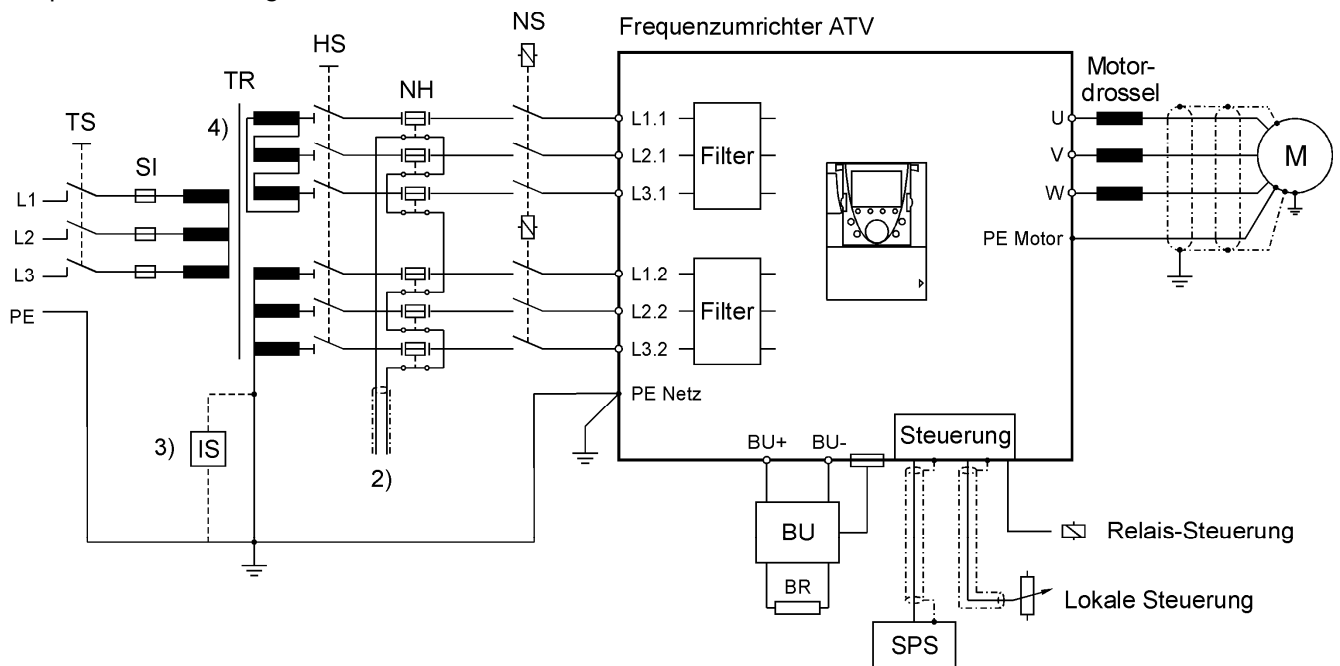 Frequenzumrichter ATV
NS
HS
TR
NH
TS
4)
SI
Motor-
drossel
L1
L2
L3
PE
L1.1
L2.1
L3.1
Filter
U
V
W
M
PE Motor
L1.2
L2.2
L3.2
Filter
PE Netz
3)
IS
2)
BU+
BU-
Steuerung
BU
BR
Relais-Steuerung
Lokale Steuerung
SPS